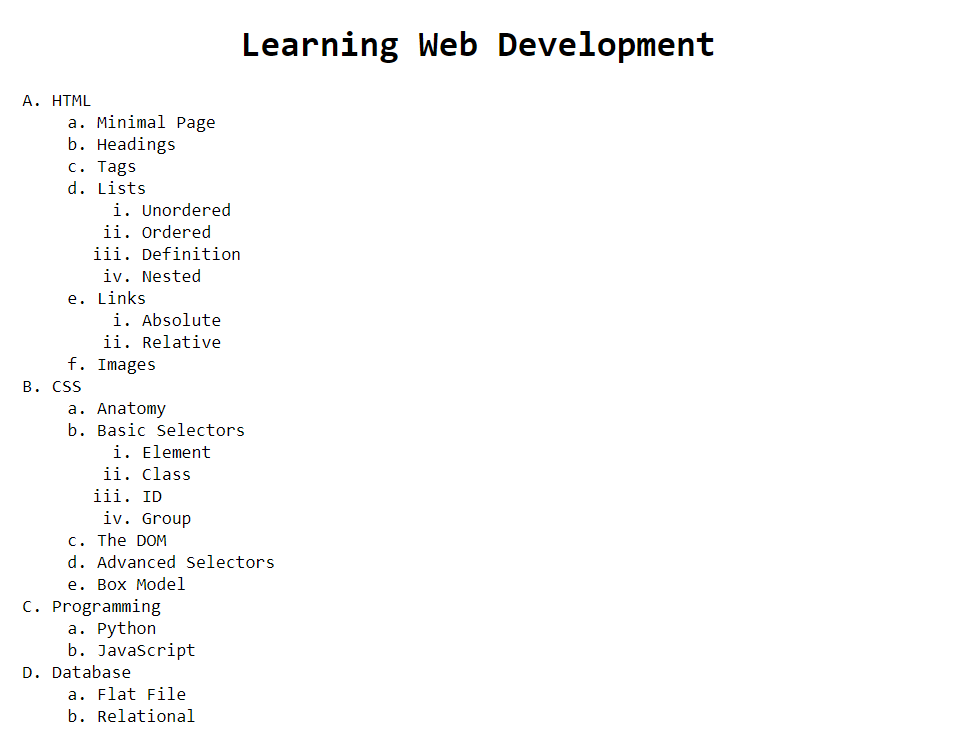 Learning Web Development
A. HTML
a. Minimal Page
b. Headings
c. Tags
d. Lists
i. Unordered
ii. Ordered
iii. Definition
iv. Nested
e. Links
i. Absolute
ii. Relative
f. Images
B. CSS
a. Anatomy
b. Basic Selectors
i. Element
ii. Class
iii. ID
iv. Group
c. The DOM
d. Advanced Selectors
e. Box Model
C. Programming
a. Python
b. JavaScript
D. Database
a. Flat File
b. Relational